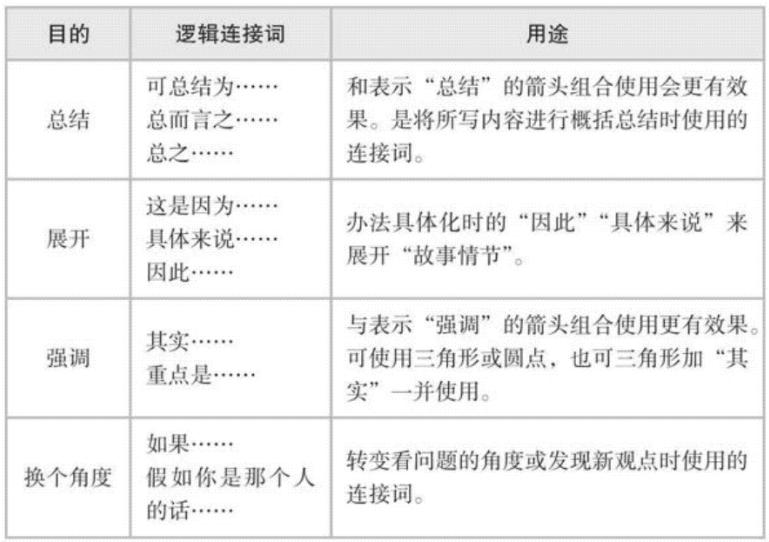 目的 逻辑连接词 用途
总结
可总结为……
总而言之……
总之……
和表示“总结”的箭头组合使用会更有效
果。是将所写内容进行概括总结时使用的
连接词。
展开
这是因为……
具体来说……
因此……
办法具体化时的“因此”“具体来说”来
展开“故事情节”。
强调
其实……
重点是……
与表示“强调”的箭头组合使用更有效果。
可使用三角形或圆点，也可三角形加“其
实”一并使用。
换个角度
如果……
假如你是那个人
的话……
转变看问题的角度或发现新观点时使用的
连接词。